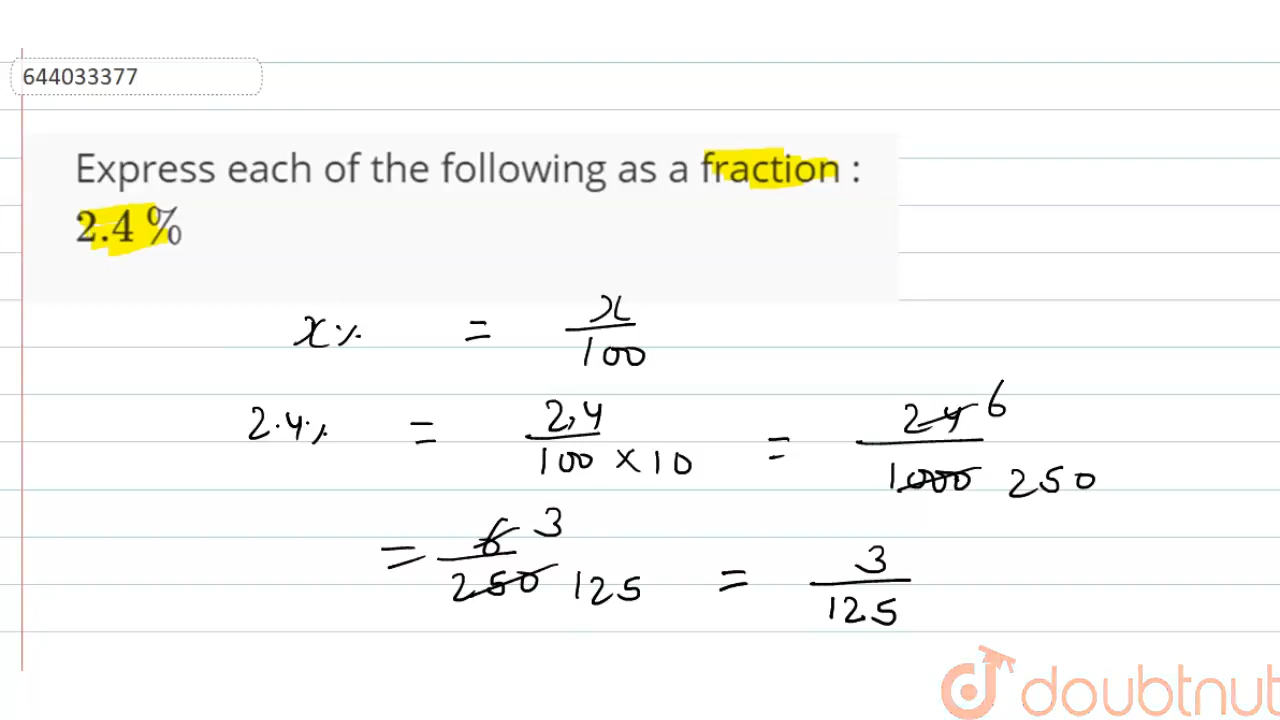 644033377
Express each of the following as a fraction :
2.4 %
x% = x/100
2.4% = 2.4/100 × 10 = 24/1000 6 250
= 6/250 3 125 = 3/125
doubtnut